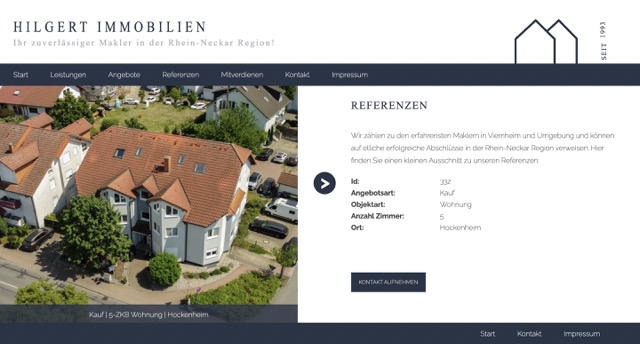 HILGERT IMMOBILIEN
Ihr zuverlässiger Makler in der Rhein-Neckar Region!
SEIT 1993
Start Leistungen Angebote Referenzen Mitverdienen Kontakt Impressum
REFERENZEN
Wir zählen zu den erfahrensten Maklern in Viernheim und Umgebung und können
auf etliche erfolgreiche Abschlüsse in der Rhein-Neckar Region verweisen. Hier
finden Sie einen kleinen Ausschnitt zu unseren Referenzen:
Id: 332
Angebotsart: Kauf
Objektart: Wohnung
Anzahl Zimmer: 5
Ort: Hockenheim
KONTAKT AUFNEHMEN
Kauf | 5-ZKB Wohnung | Hockenheim
Start Kontakt Impressum